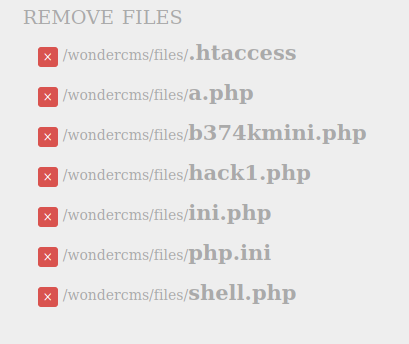 REMOVE FILES
× /wondercms/files/.htaccess
× /wondercms/files/a.php
× /wondercms/files/b374kmini.php
× /wondercms/files/hack1.php
× /wondercms/files/ini.php
× /wondercms/files/php.ini
× /wondercms/files/shell.php